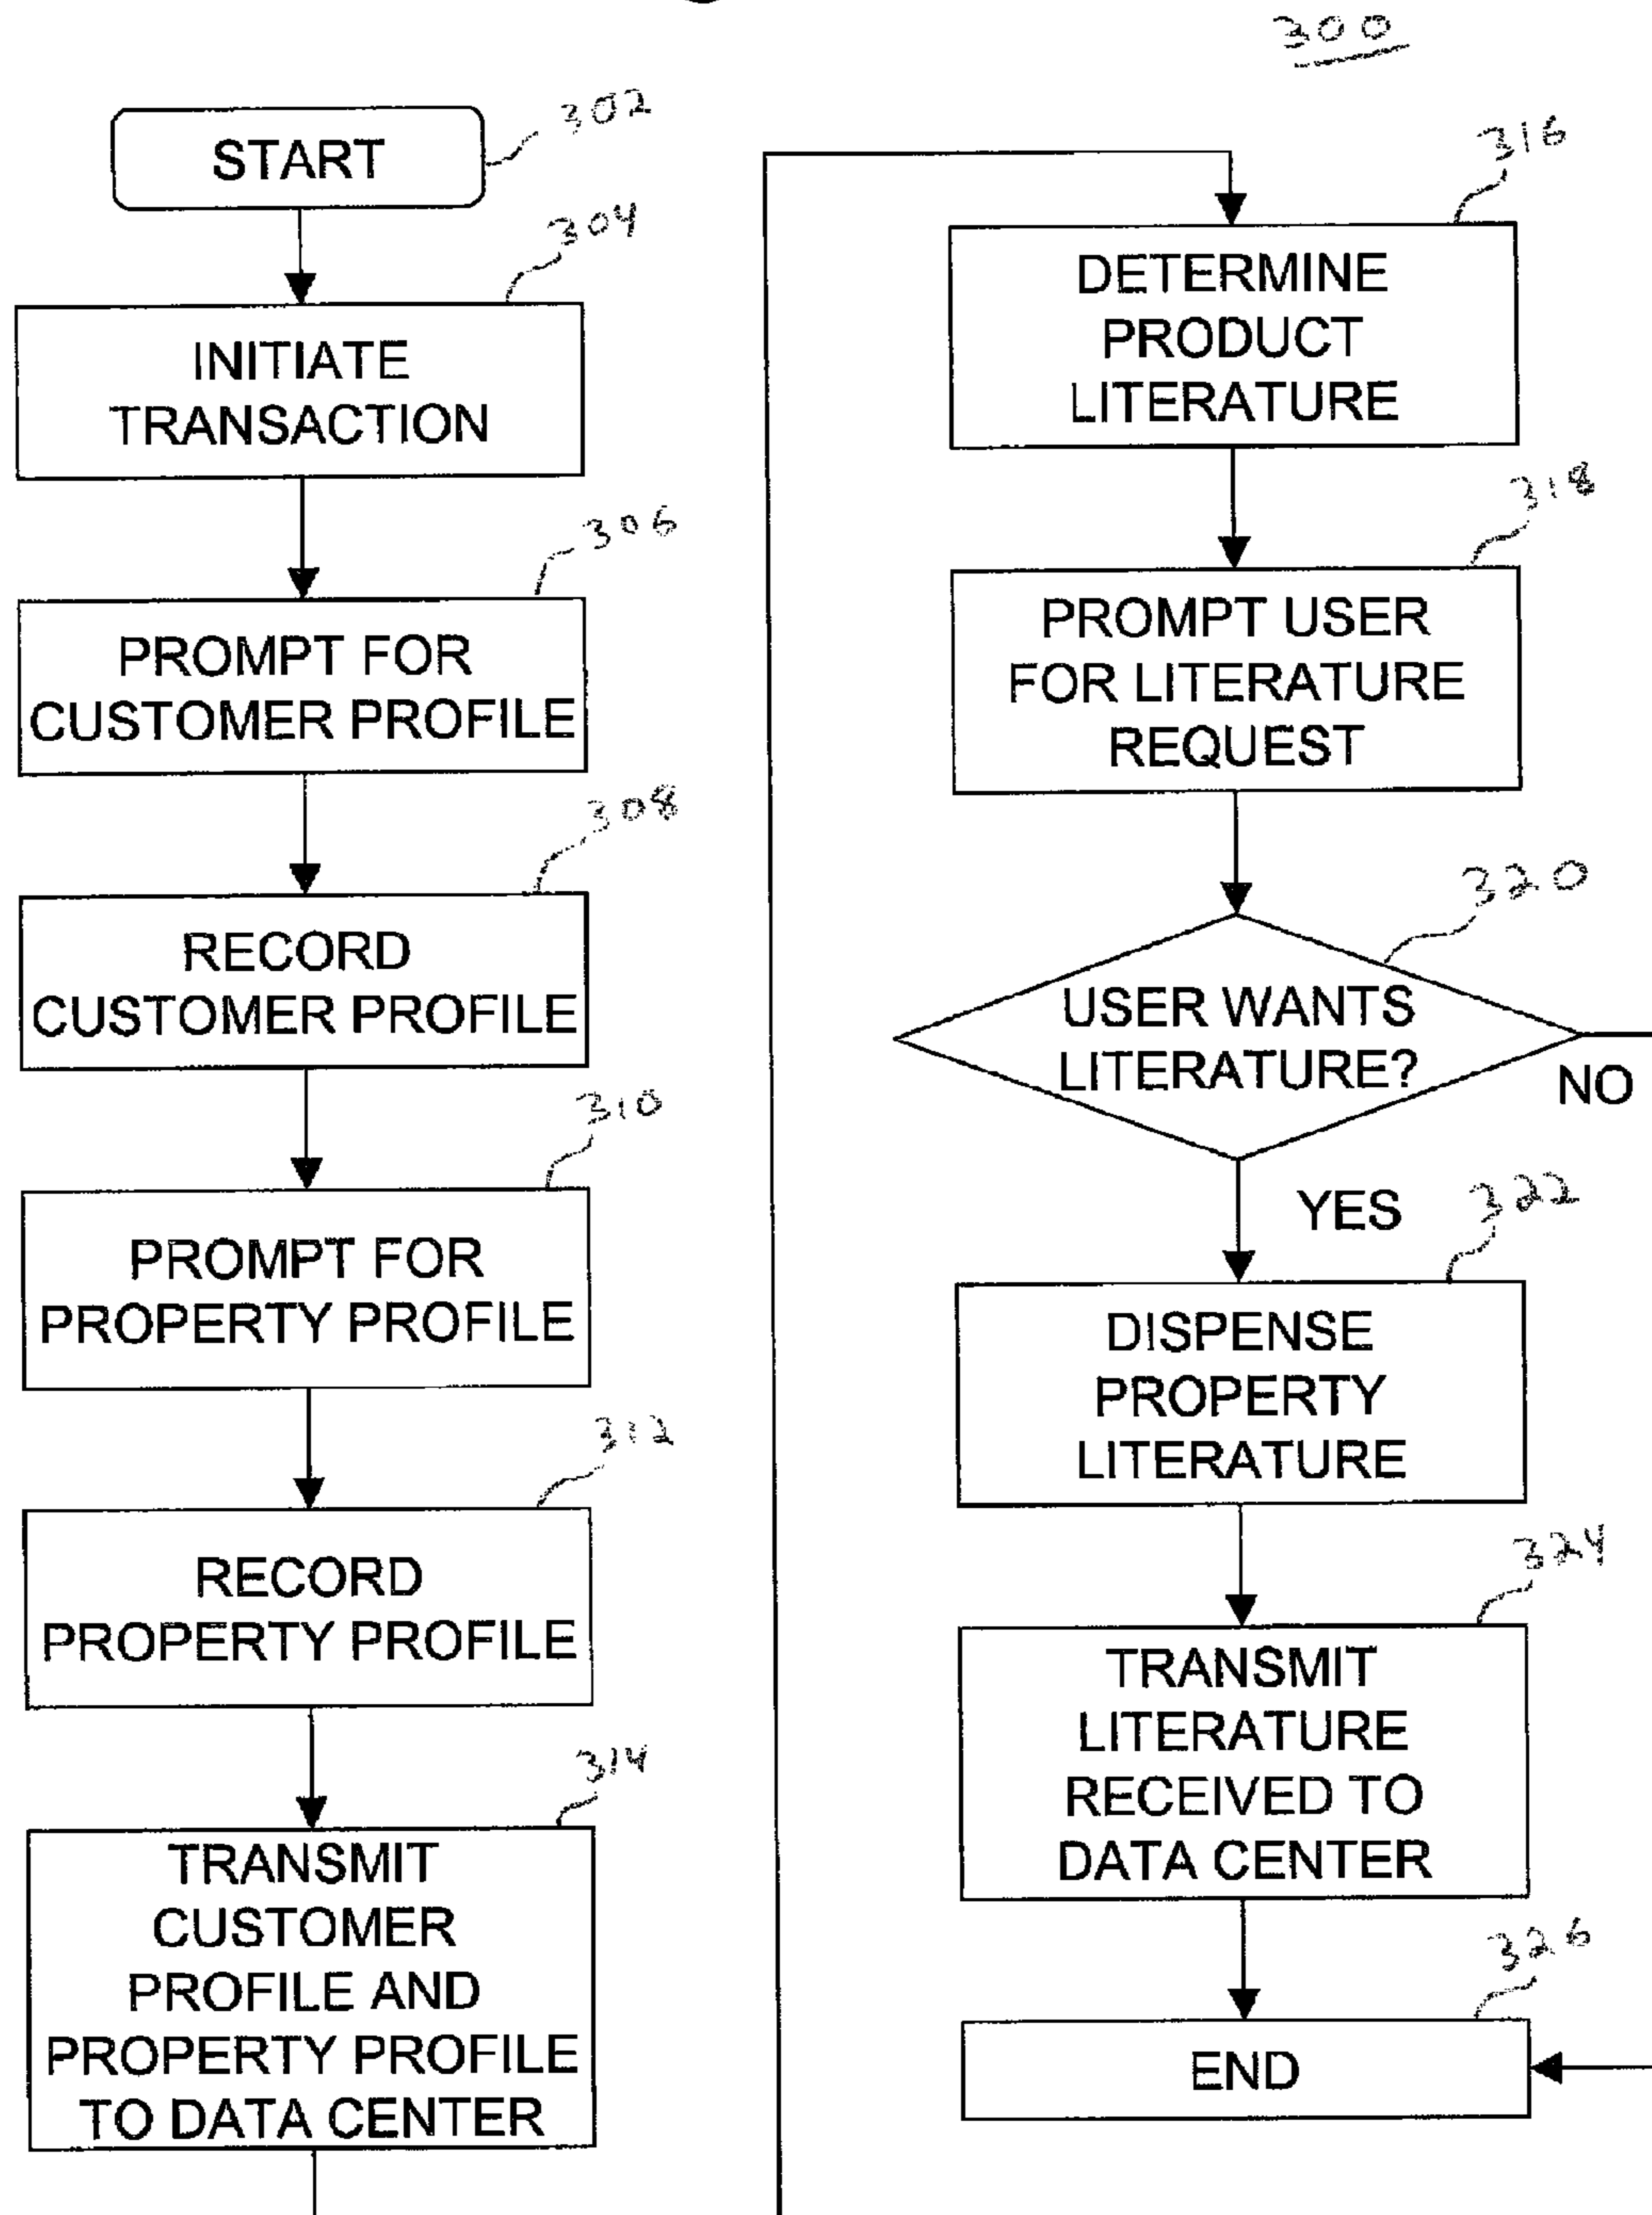 300
START
302
304
INITIATE
TRANSACTION
306
PROMPT FOR
CUSTOMER PROFILE
308
RECORD
CUSTOMER PROFILE
310
PROMPT FOR
PROPERTY PROFILE
312
RECORD
PROPERTY PROFILE
314
TRANSMIT
CUSTOMER
PROFILE AND
PROPERTY PROFILE
TO DATA CENTER
316
DETERMINE
PRODUCT
LITERATURE
318
PROMPT USER
FOR LITERATURE
REQUEST
320
USER WANTS
LITERATURE?
NO
YES
322
DISPENSE
PROPERTY
LITERATURE
324
TRANSMIT
LITERATURE
RECEIVED TO
DATA CENTER
326
END